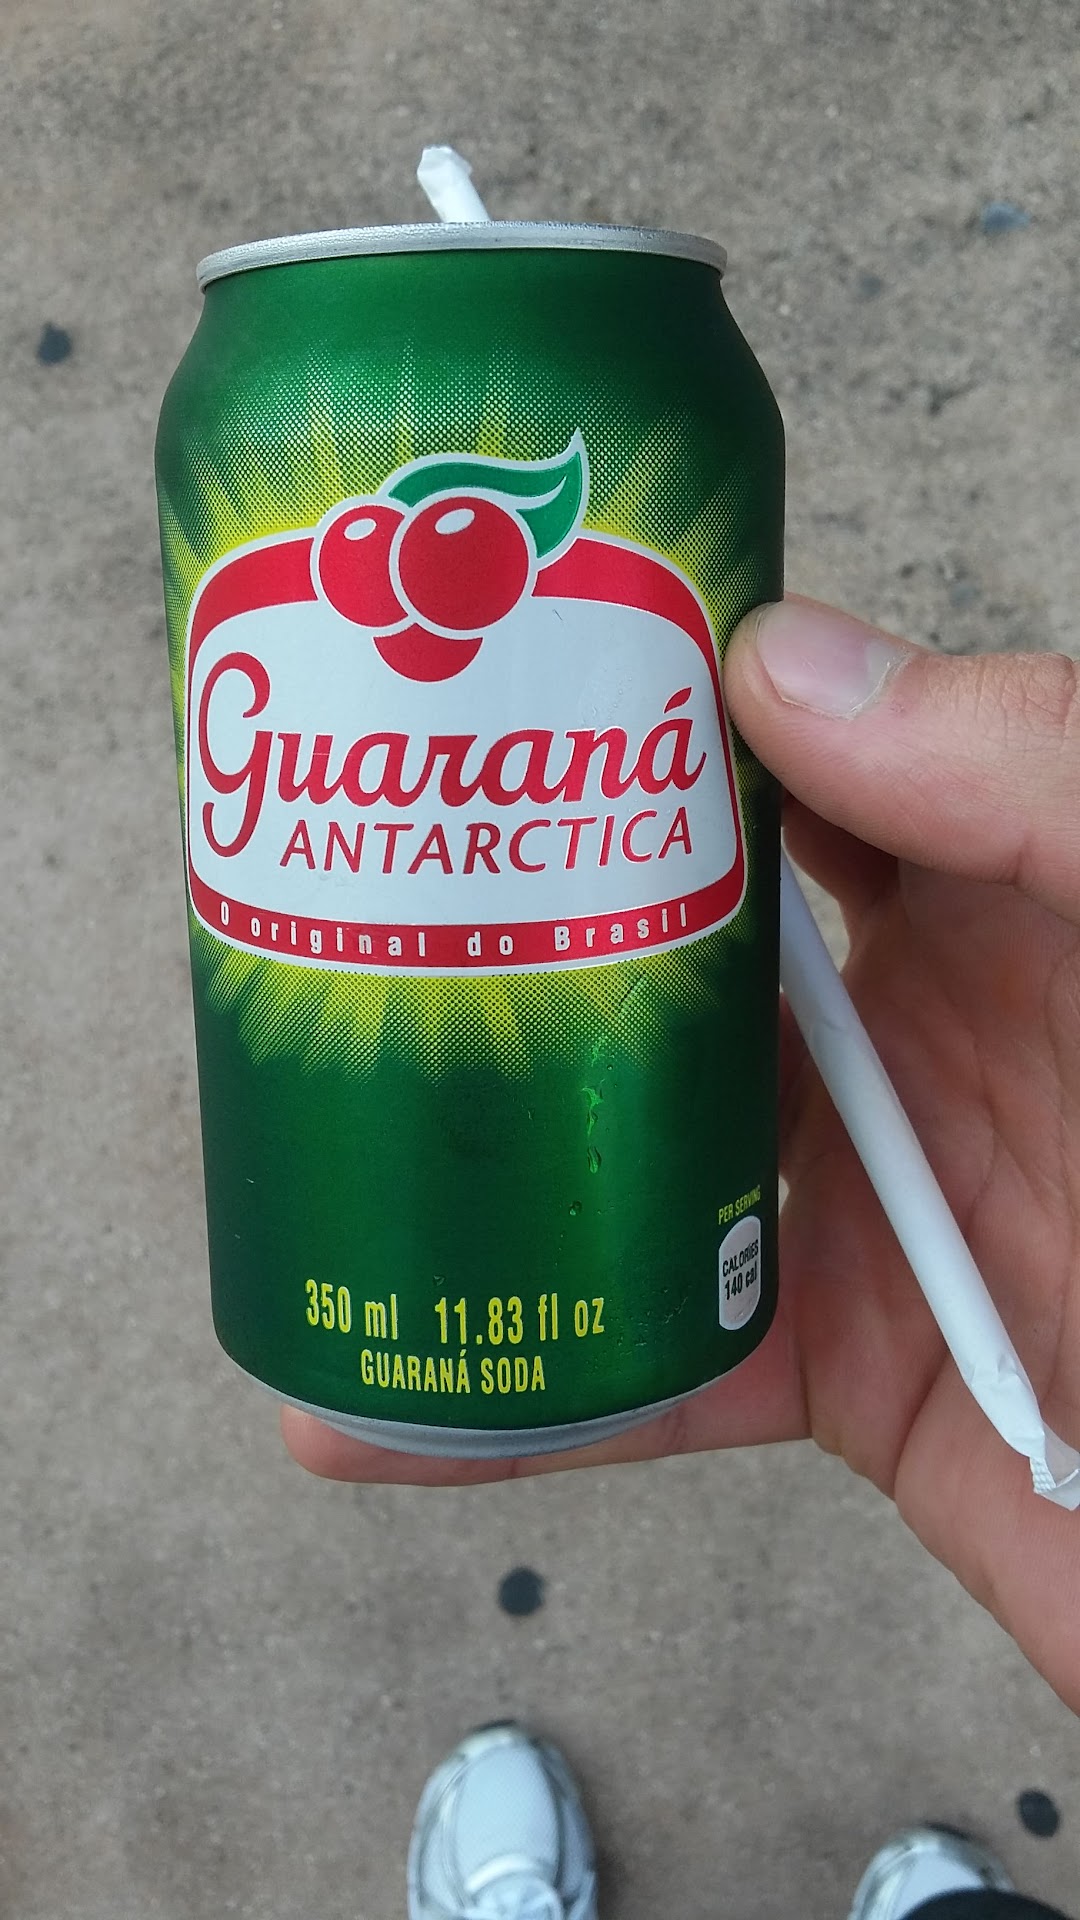 Guaraná
ANTARCTICA
O original do Brasil
PER SERVING
CALORIES
140 cal
350 ml 11.83 fl oz
GUARANÁ SODA